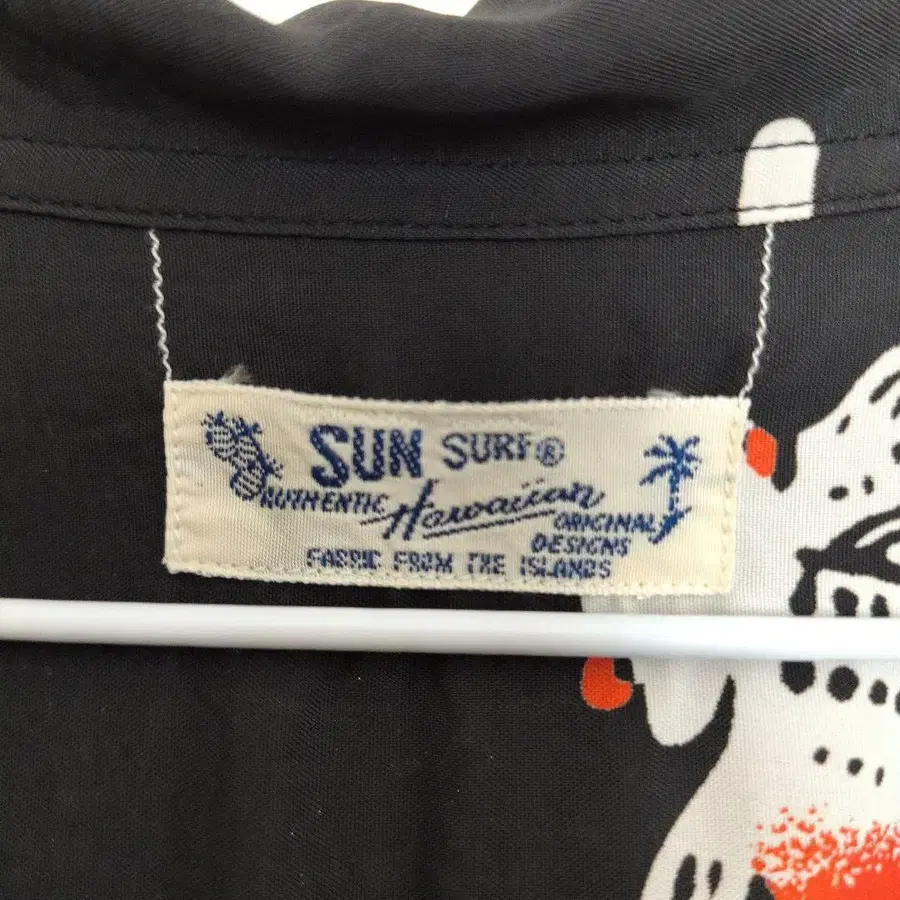 SUN SURF®
AUTHENTIC Hawaiian ORIGINAL
DESIGNS
FABRIC FROM THE ISLANDS